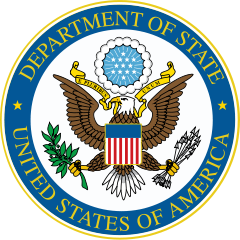 DEPARTMENT OF STATE
UNITED STATES OF AMERICA